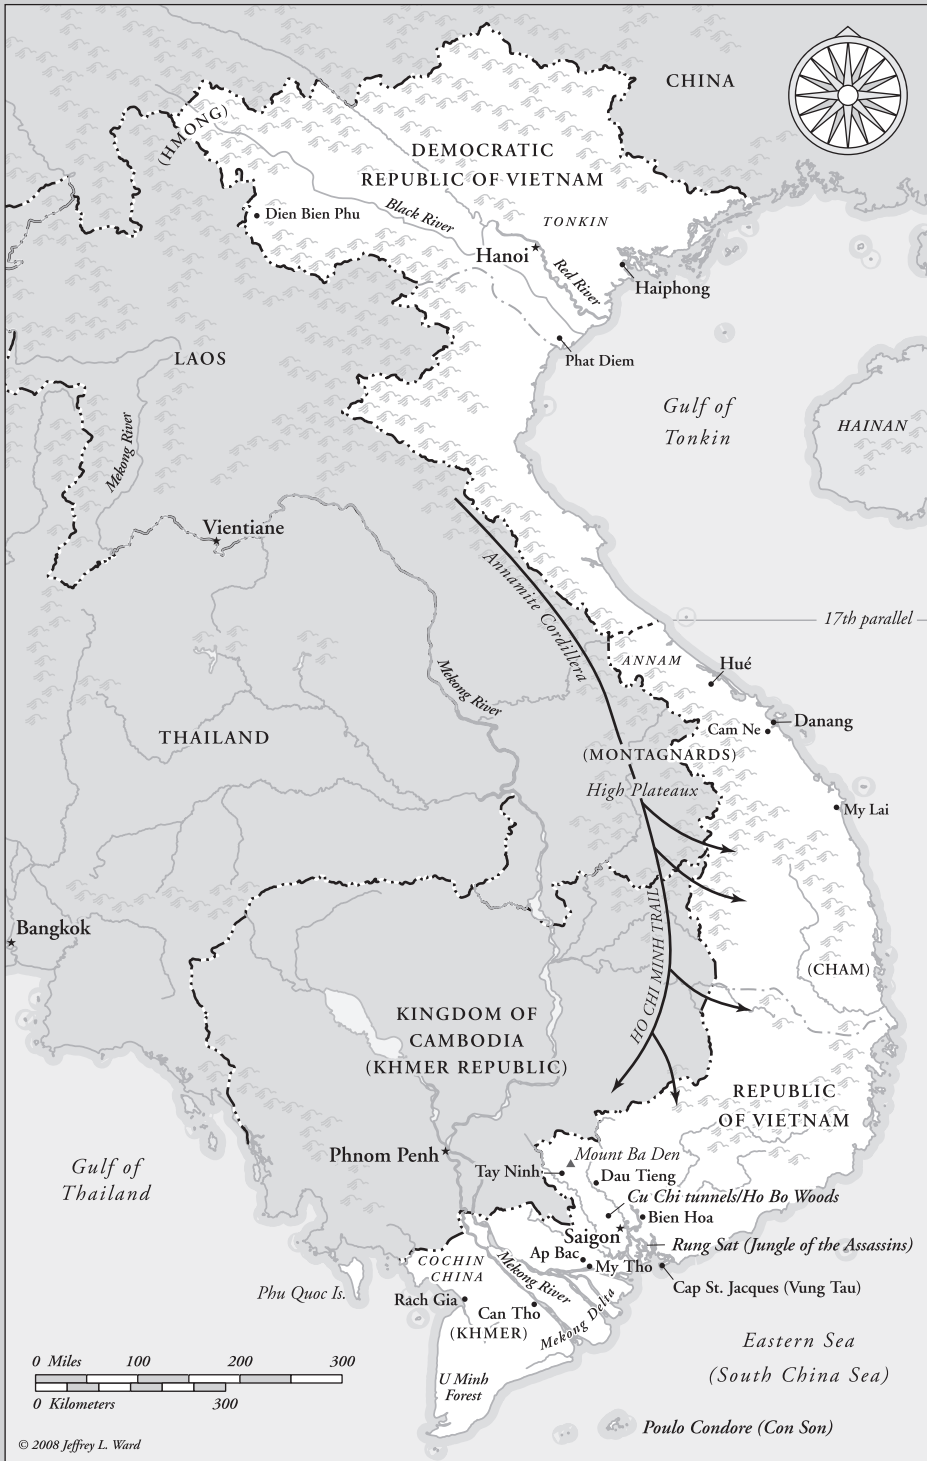 CHINA
(HMONG)
DEMOCRATIC
REPUBLIC OF VIETNAM
Dien Bien Phu
Black River
TONKIN
Hanoi
Red River
Haiphong
Phat Diem
LAOS
Gulf of
Tonkin
HAINAN
Mekong River
Vientiane
Annamite Cordillera
17th parallel
ANNAM
Hué
Mekong River
Danang
Cam Ne
THAILAND
(MONTAGNARDS)
High Plateaux
My Lai
HO CHI MINH TRAIL
Bangkok
(CHAM)
KINGDOM OF
CAMBODIA
(KHMER REPUBLIC)
REPUBLIC
OF VIETNAM
Phnom Penh
Mount Ba Den
Gulf of
Thailand
Tay Ninh
Dau Tieng
Cu Chi tunnels/Ho Bo Woods
Bien Hoa
Saigon
Rung Sat (Jungle of the Assassins)
Ap Bac
COCHIN
CHINA
Mekong River
My Tho
Cap St. Jacques (Vung Tau)
Phu Quoc Is.
Rach Gia
Can Tho
(KHMER)
Mekong Delta
Eastern Sea
(South China Sea)
0 Miles 100 200 300
0 Kilometers 300
U Minh
Forest
Poulo Condore (Con Son)
© 2008 Jeffrey L. Ward